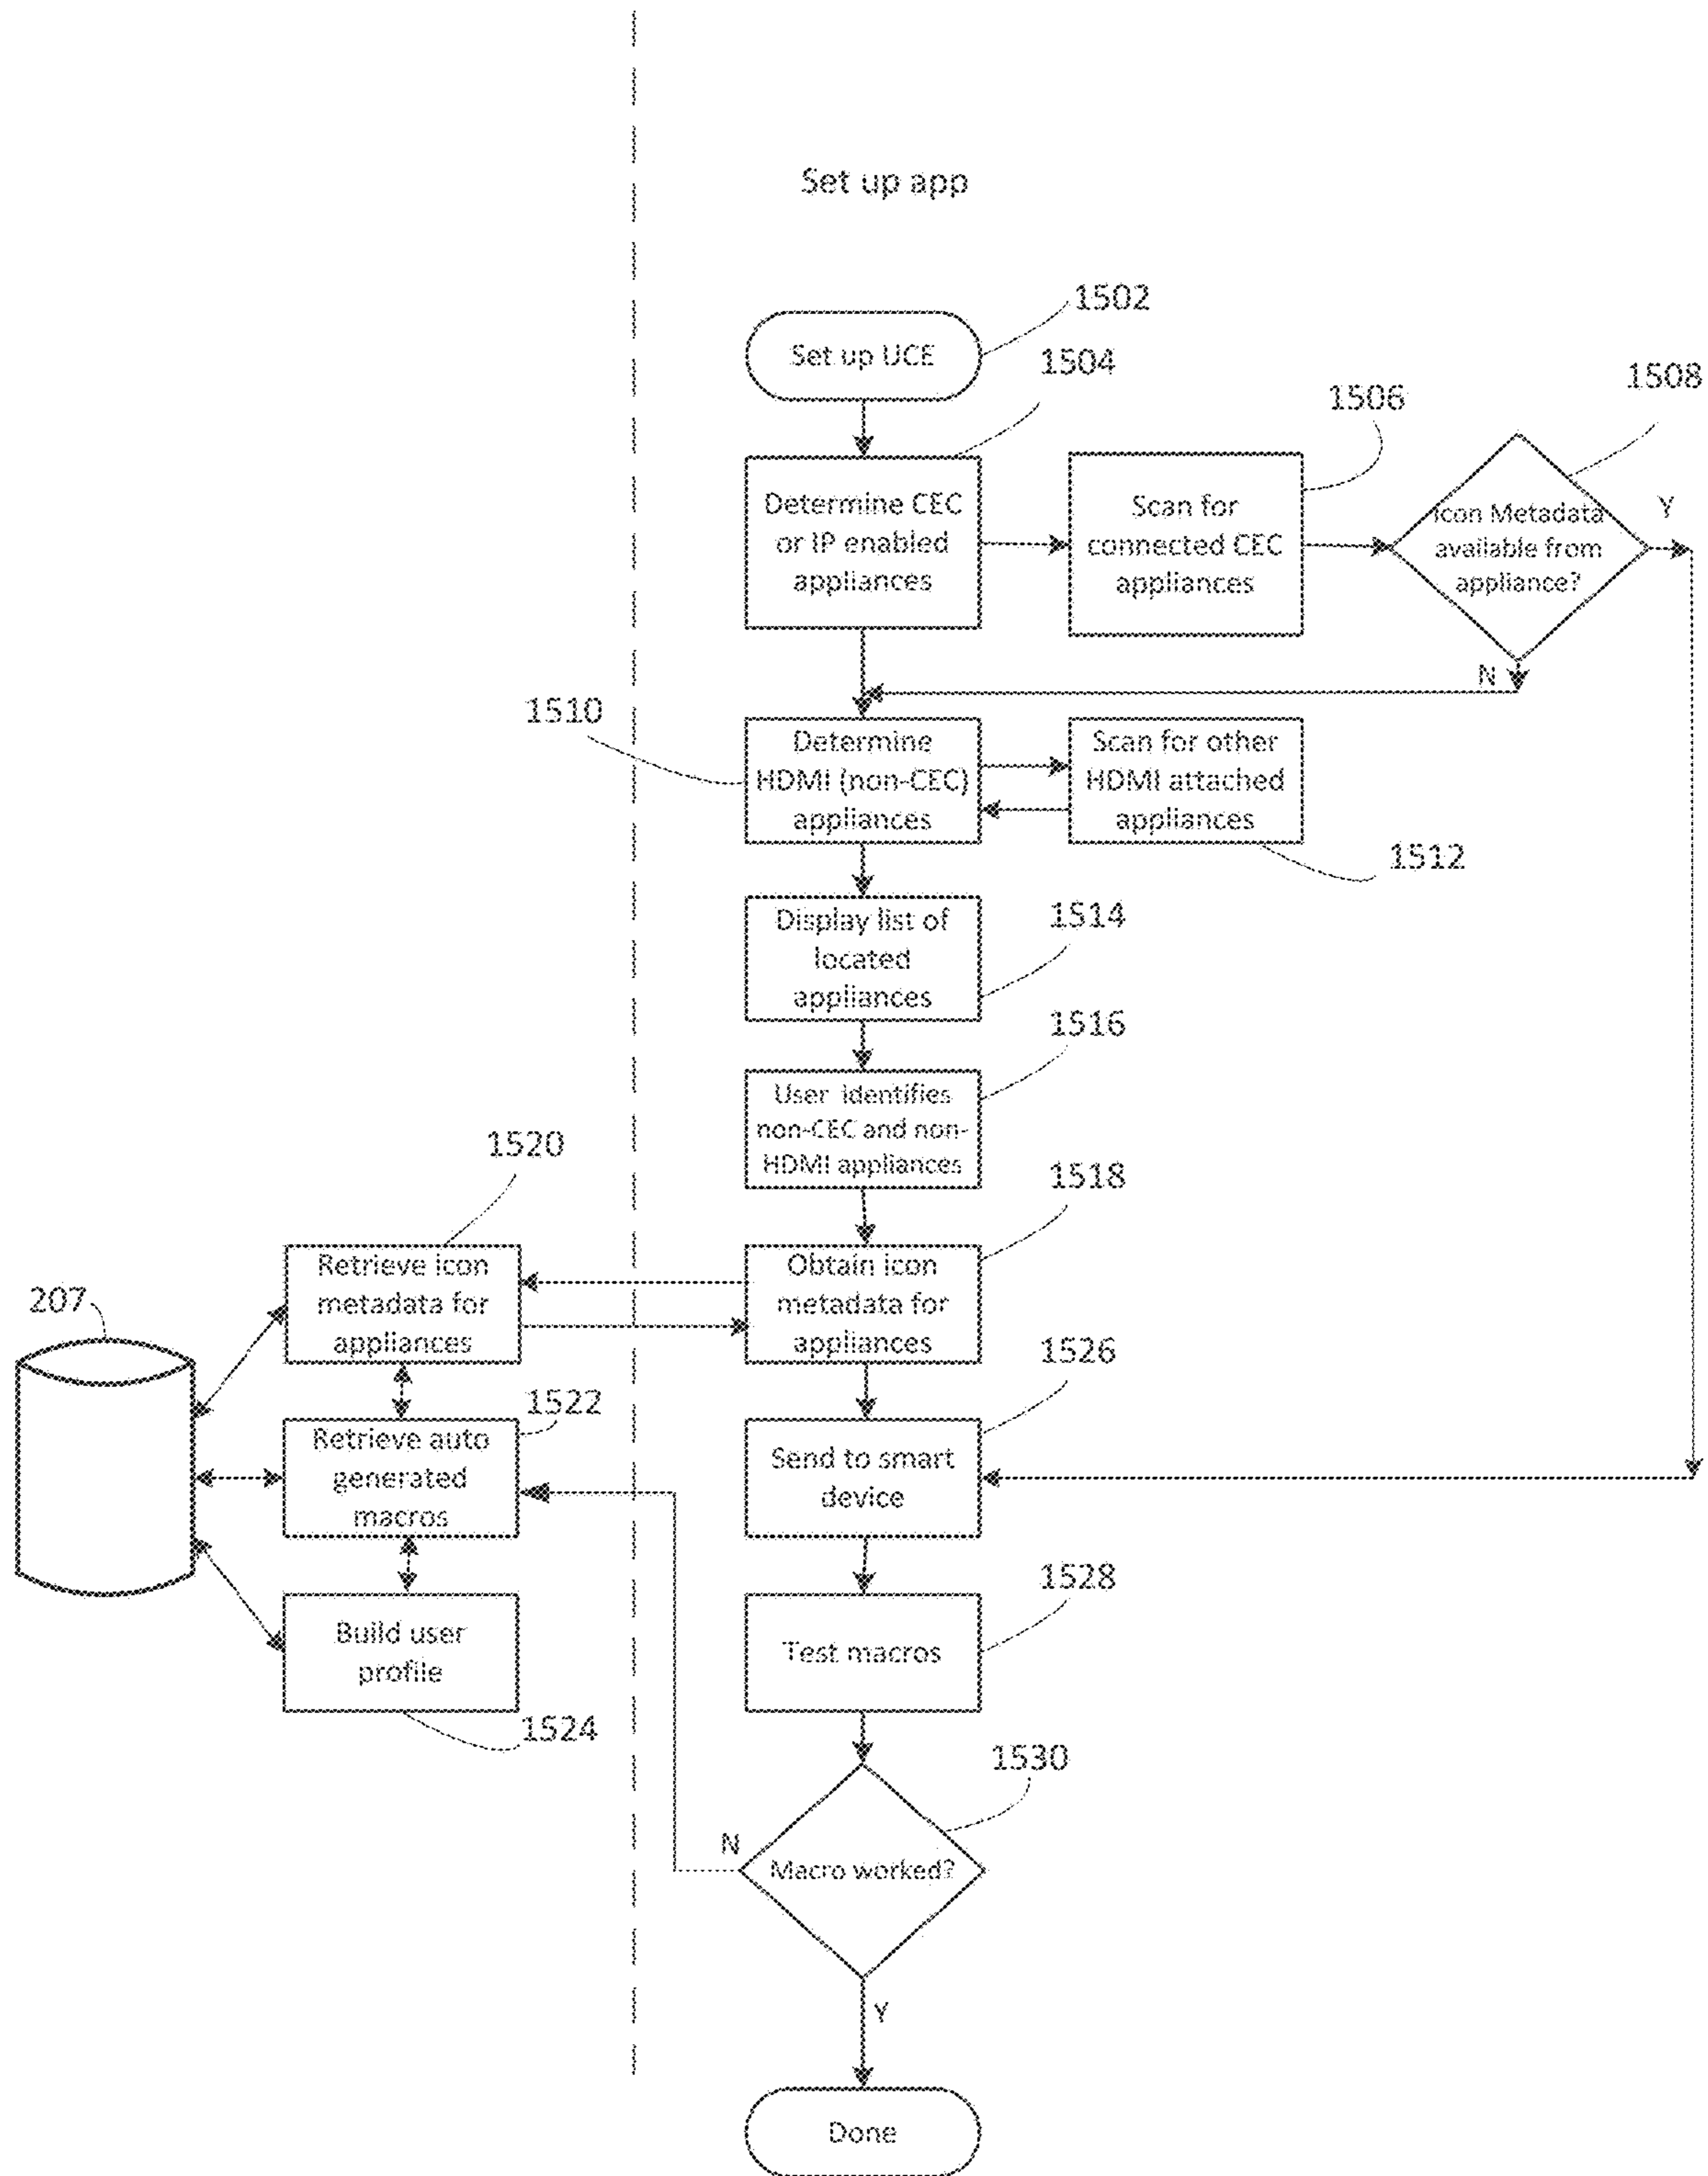 Set up app
1502
Set up UCE
1504
1506
1508
Determine CEC
or IP enabled
appliances
Scan for
connected CEC
appliances
Icon Metadata
available from
appliance?
Y
N
1510
Determine
HDMI (non-CEC)
appliances
Scan for other
HDMI attached
appliances
1512
Display list of
located
appliances
1514
1516
User identifies
non-CEC and non-
HDMI appliances
1520
1518
Retrieve icon
metadata for
appliances
Obtain icon
metadata for
appliances
207
1526
1522
Retrieve auto
generated
macros
Send to smart
device
1528
Build user
profile
Test macros
1524
1530
N
Macro worked?
Y
Done